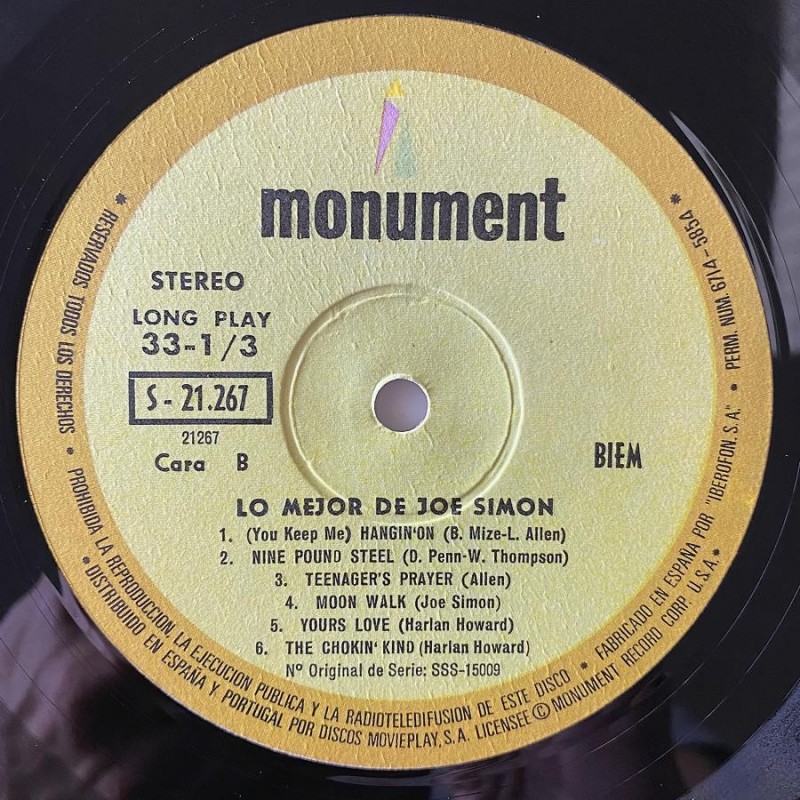 monument
STEREO
LONG PLAY
33-1/3
S - 21.267
21267
Cara B
BIEM
LO MEJOR DE JOE SIMON
1. (You Keep Me) HANGIN'ON (B. Mize-L. Allen)
2. NINE POUND STEEL (D. Penn-W. Thompson)
3. TEENAGER'S PRAYER (Allen)
4. MOON WALK (Joe Simon)
5. YOURS LOVE (Harlan Howard)
6. THE CHOKIN' KIND (Harlan Howard)
Nº Original de Serie: SSS-15009
* RESERVADOS TODOS LOS DERECHOS • PROHIBIDA LA REPRODUCCION, LA EJECUCION PUBLICA Y LA RADIOTELEDIFUSION DE ESTE DISCO • FABRICADO EN ESPAÑA POR "IBEROFON, S. A." • PERM. NUM. 6714-5854 *
* DISTRIBUIDO EN ESPAÑA Y PORTUGAL POR DISCOS MOVIEPLAY, S.A. LICENSEE © MONUMENT RECORD CORP. U.S.A. *